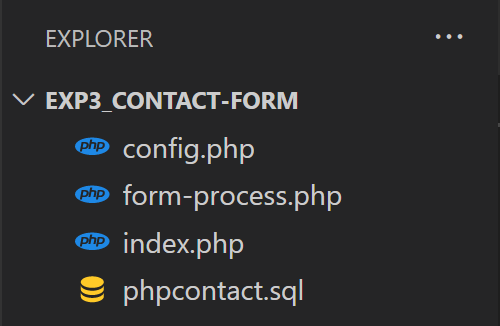 EXPLORER ...
EXP3_CONTACT-FORM
php config.php
php form-process.php
php index.php
phpcontact.sql